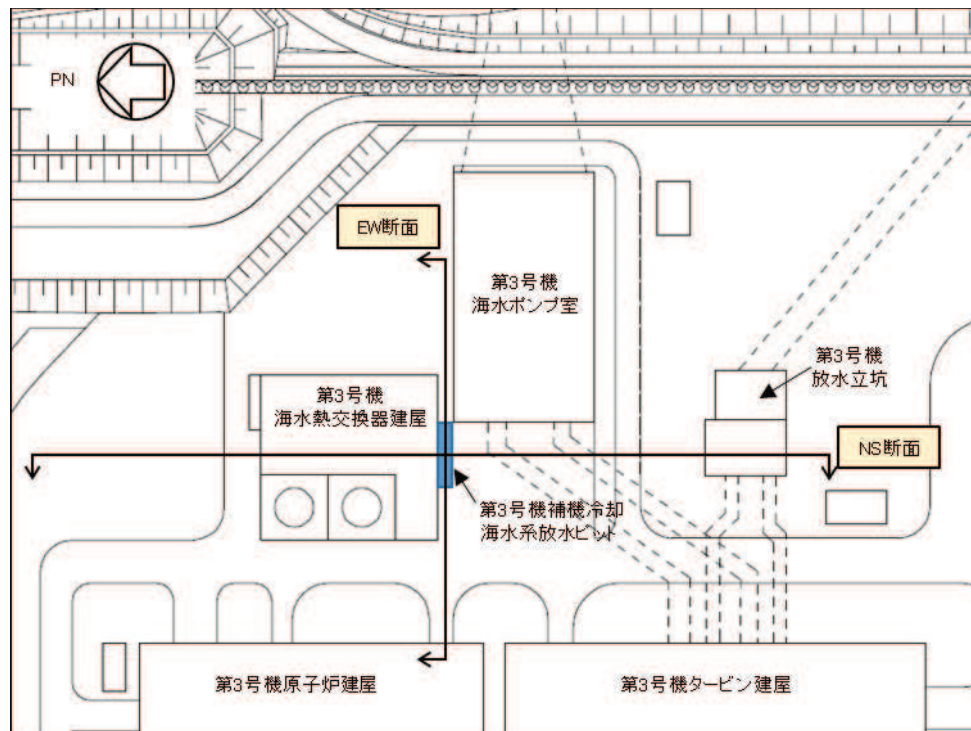 PN
EW断面
第3号機
海水ポンプ室
第3号機
放水立坑
第3号機
海水熱交換器建屋
NS断面
第3号機補機冷却
海水系放水ピット
第3号機原子炉建屋
第3号機タービン建屋